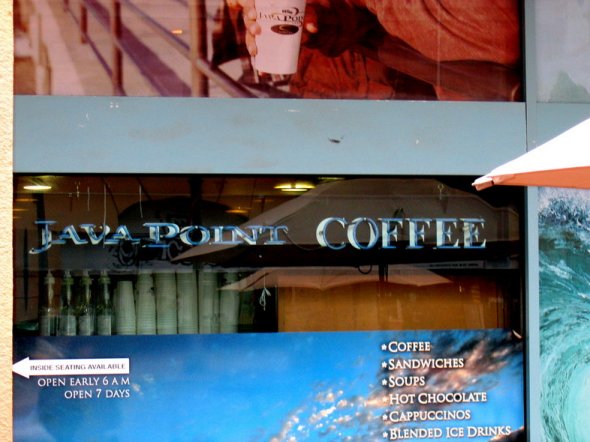 JAVA POINT
JAVA POINT COFFEE
INSIDE SEATING AVAILABLE
OPEN EARLY 6 AM
OPEN 7 DAYS
*COFFEE
*SANDWICHES
*SOUPS
*HOT CHOCOLATE
*CAPPUCCINOS
*BLENDED ICE DRINKS